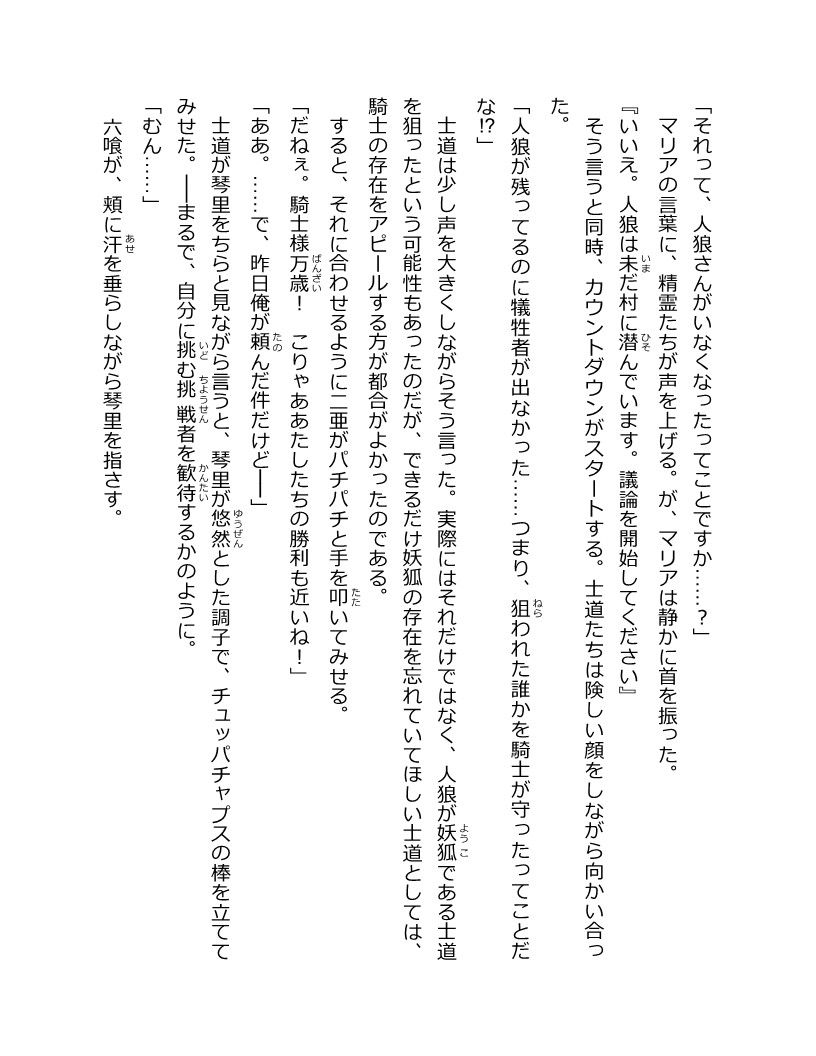 「それって、人狼さんがいなくなったってことですか……？」
マリアの言葉に、精霊たちが声を上げる。が、マリアは静かに首を振った。
『いいえ。人狼は未だ村に潜んでいます。議論を開始してください』
そう言うと同時、カウントダウンがスタートする。士道たちは険しい顔をしながら向かい合っ
た。
「人狼が残ってるのに犠牲者が出なかった……つまり、狙われた誰かを騎士が守ったってことだ
な!?」
士道は少し声を大きくしながらそう言った。実際にはそれだけではなく、人狼が妖狐である士道
を狙ったという可能性もあったのだが、できるだけ妖狐の存在を忘れていてほしい士道としては、
騎士の存在をアピールする方が都合がよかったのである。
すると、それに合わせるように二亜がパチパチと手を叩いてみせる。
「だねぇ。騎士様万歳！　こりゃああたしたちの勝利も近いね！」
「ああ。……で、昨日俺が頼んだ件だけど――」
士道が琴里をちらと見ながら言うと、琴里が悠然とした調子で、チュッパチャプスの棒を立てて
みせた。――まるで、自分に挑む挑戦者を歓待するかのように。
「むん……」
六喰が、頬に汗を垂らしながら琴里を指さす。